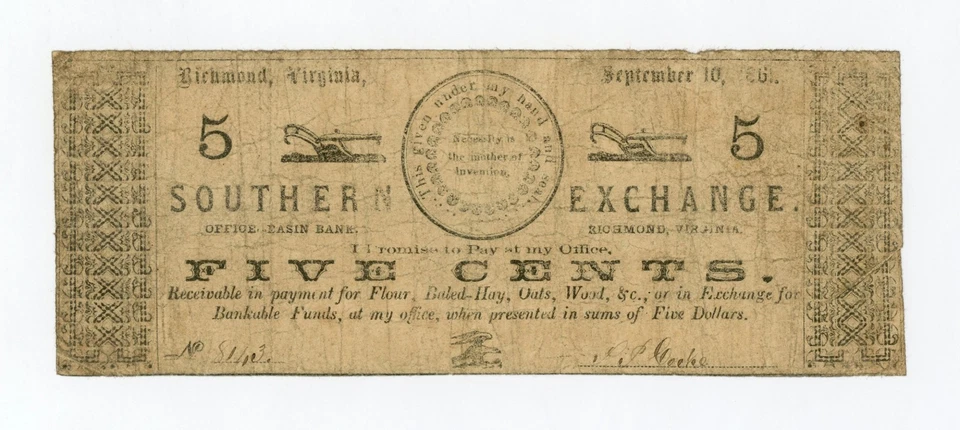 Richmond, Virginia,
September 10, 186
5
5
This given under my hand and seal.
Necessity is
the mother of
Invention.
SOUTHERN EXCHANGE.
OFFICE BASIN BANK,
RICHMOND, VIRGINIA.
I Promise to Pay at my Office,
FIVE CENTS.
Receivable in payment for Flour, Baled-Hay, Oats, Wood, &c., or in Exchange for
Bankable Funds, at my office, when presented in sums of Five Dollars.
No 5143.
Cocke